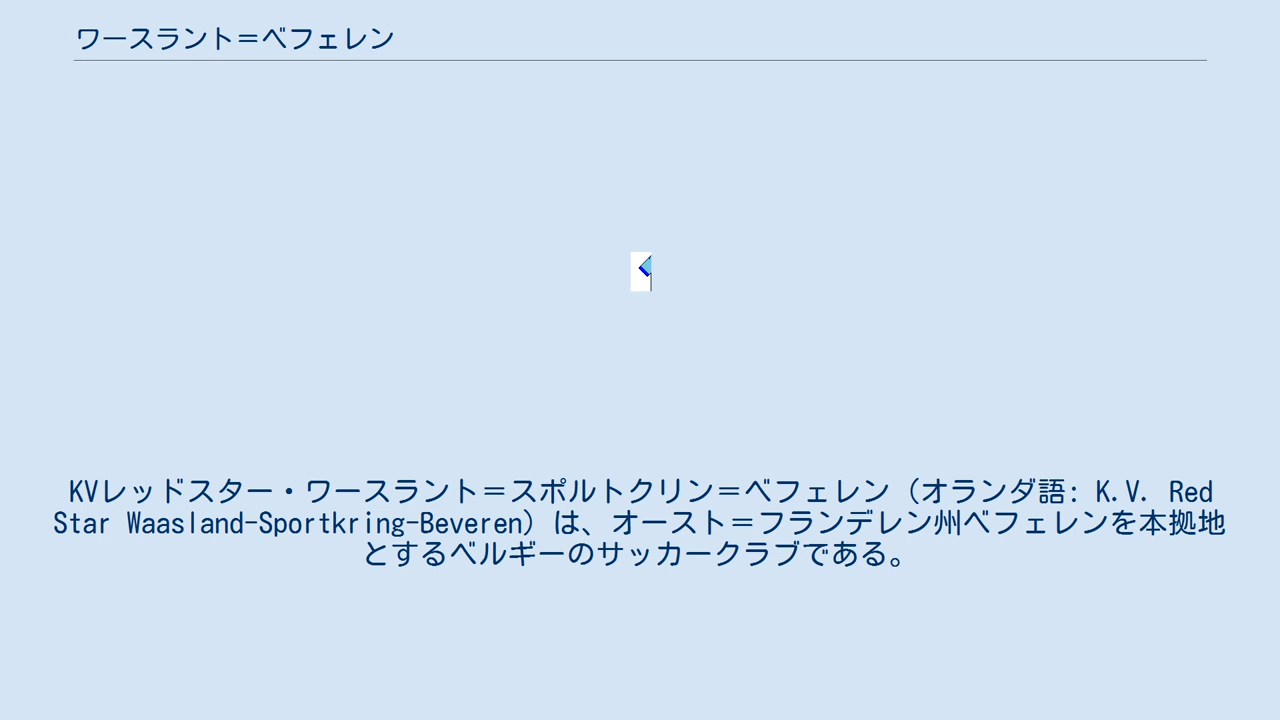 ワースラント＝ベフェレン
KVレッドスター・ワースラント＝スポルトクリン＝ベフェレン（オランダ語: K.V. Red
Star Waasland-Sportkring-Beveren）は、オースト＝フランデレン州ベフェレンを本拠地
とするベルギーのサッカークラブである。